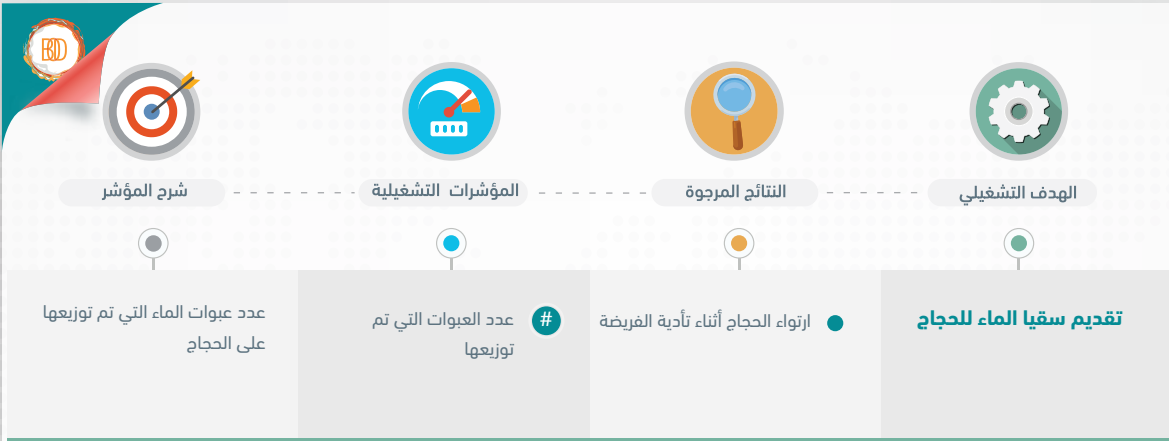 BOD
الهدف التشغيلي
النتائج المرجوة
المؤشرات التشغيلية
شرح المؤشر
تقديم سقيا الماء للحجاج
ارتواء الحجاج أثناء تأدية الفريضة
#
عدد العبوات التي تم
توزيعها
عدد عبوات الماء التي تم توزيعها
على الحجاج